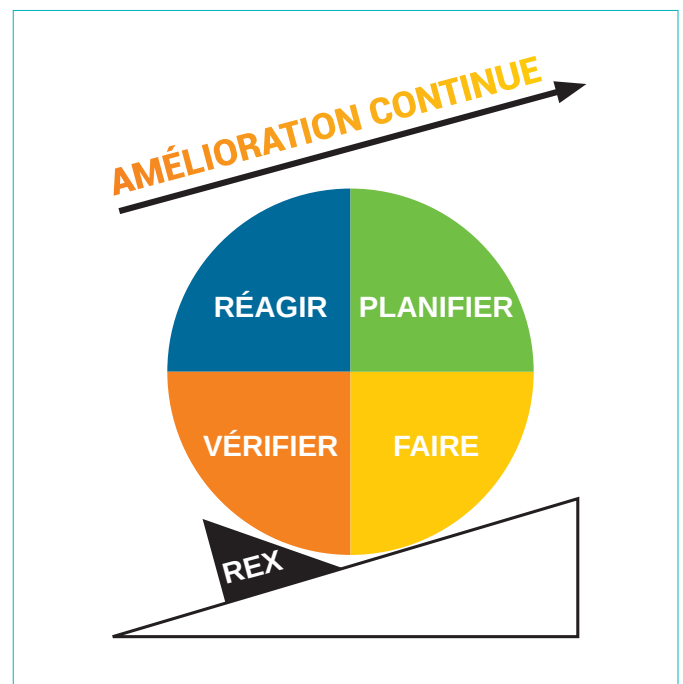 AMÉLIORATION CONTINUE
RÉAGIR
PLANIFIER
VÉRIFIER
FAIRE
REX